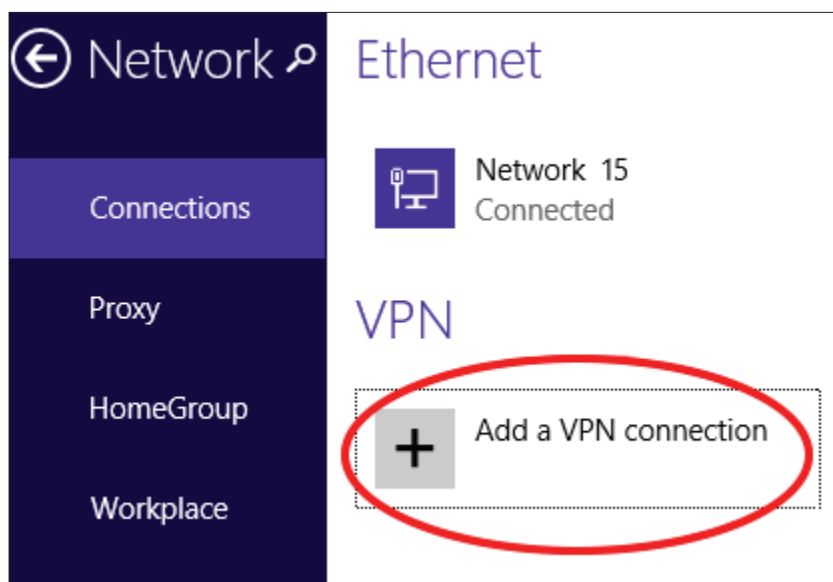 Network
Connections
Proxy
HomeGroup
Workplace
Ethernet
Network 15
Connected
VPN
Add a VPN connection